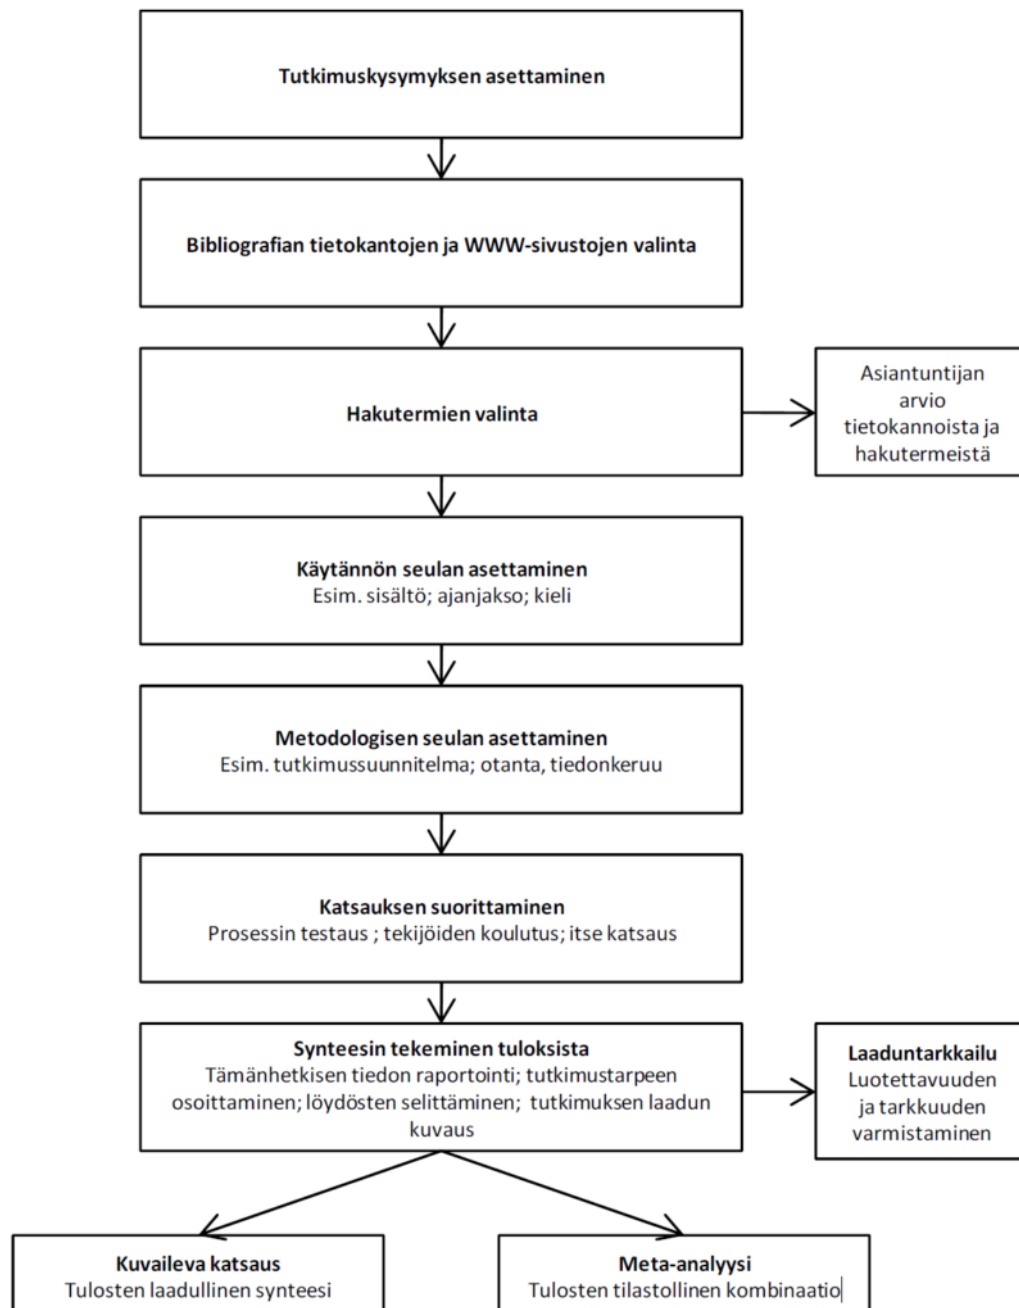 Tutkimuskysymyksen asettaminen
Bibliografian tietokantojen ja WWW-sivustojen valinta
Hakutermien valinta
Asiantuntijan
arvio
tietokannoista ja
hakutermeistä
Käytännön seulan asettaminen
Esim. sisältö; ajanjakso; kieli
Metodologisen seulan asettaminen
Esim. tutkimussuunnitelma; otanta, tiedonkeruu
Katsauksen suorittaminen
Prosessin testaus ; tekijöiden koulutus; itse katsaus
Synteesin tekeminen tuloksista
Tämänhetkisen tiedon raportointi; tutkimustarpeen
osoittaminen; löydösten selittäminen; tutkimuksen laadun
kuvaus
Laaduntarkkailu
Luotettavuuden
ja tarkkuuden
varmistaminen
Kuvaileva katsaus
Tulosten laadullinen synteesi
Meta-analyysi
Tulosten tilastollinen kombinaatio